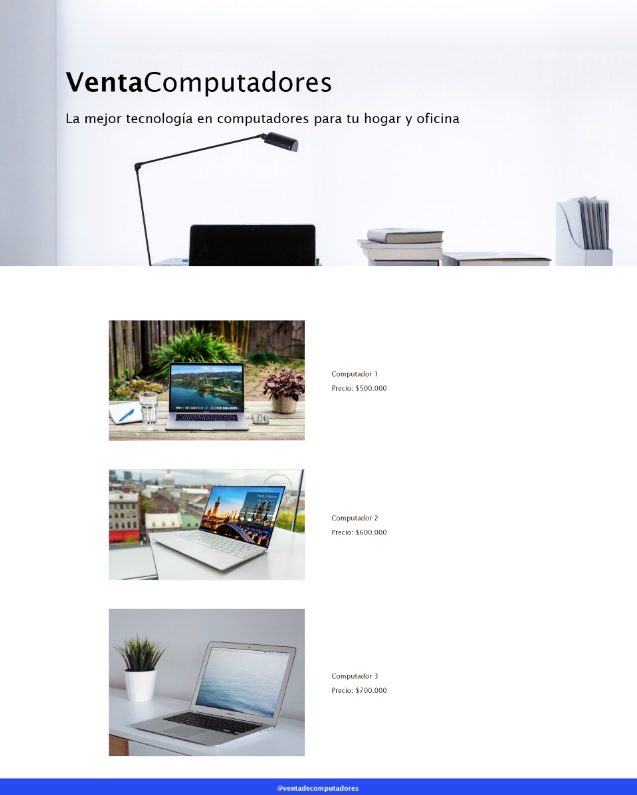 VentaComputadores
La mejor tecnología en computadores para tu hogar y oficina
Computador 1
Precio: $500,000
Computador 2
Precio: $600,000
Computador 3
Precio: $700,000
@ventadecomputadores